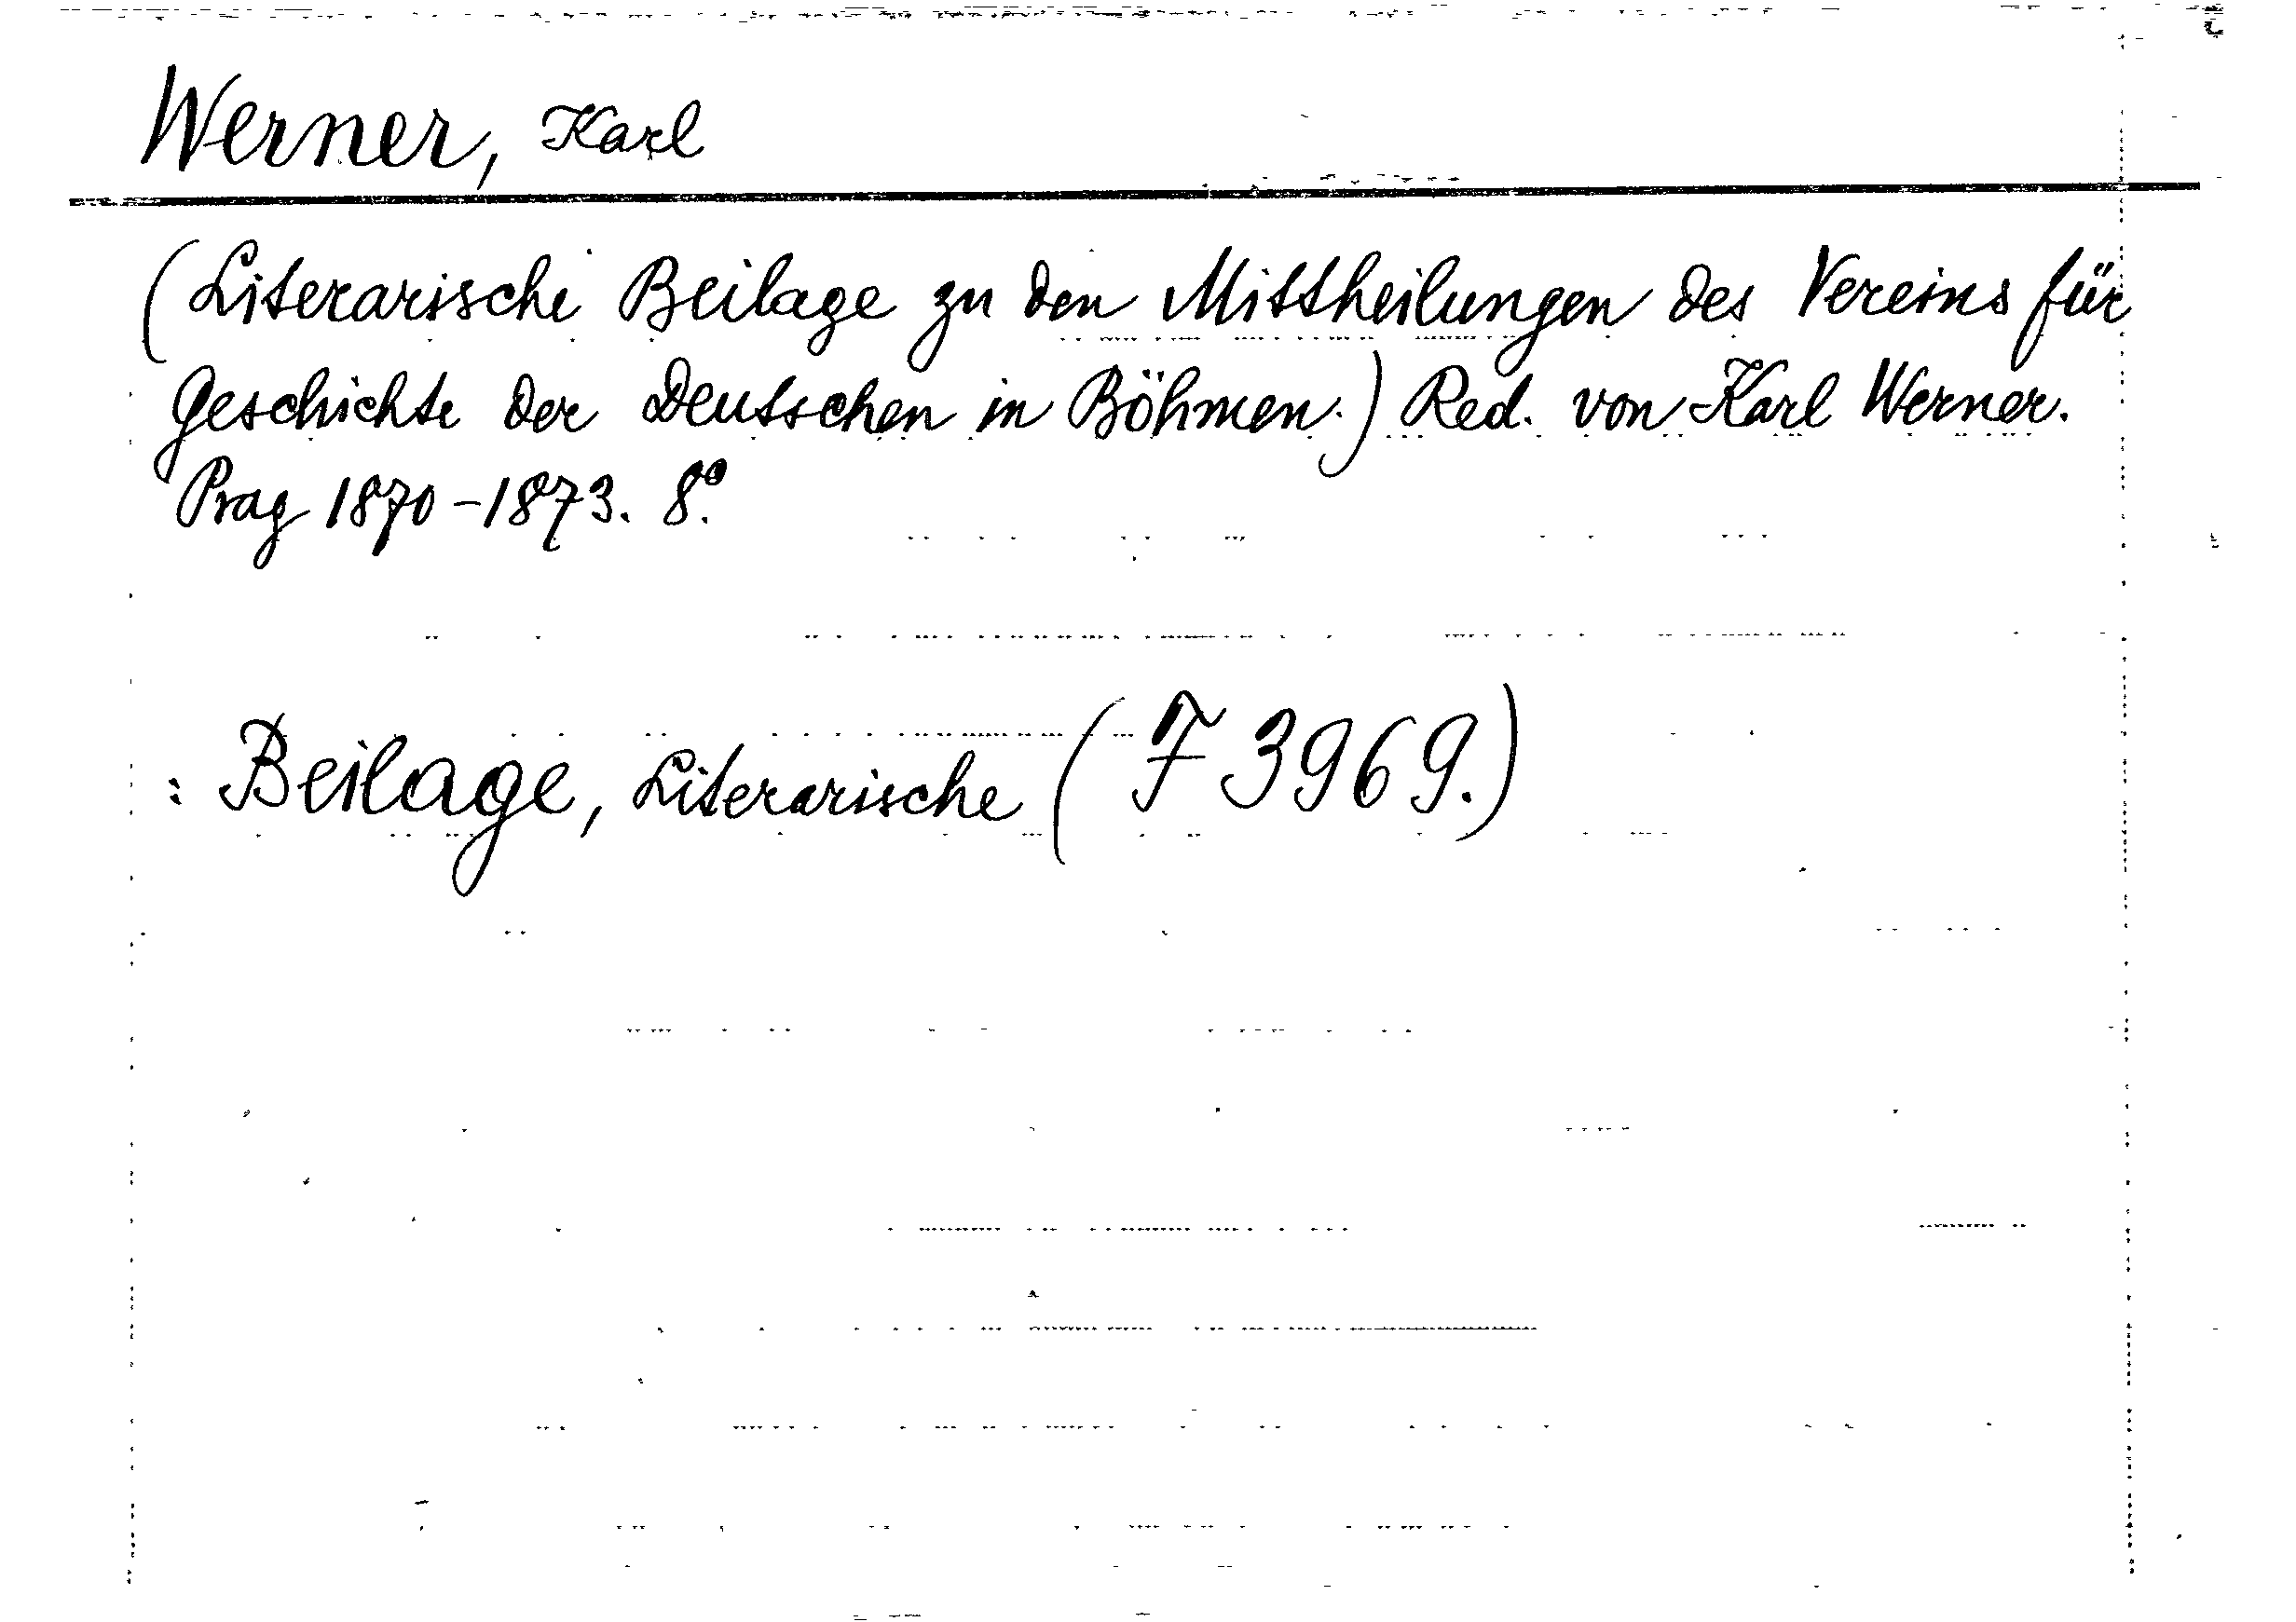 Werner, Karl
(Literarische Beilage zu den Mittheilungen des Vereins für
Geschichte der Deutschen in Böhmen.) Red. von Karl Werner.
Prag 1870-1873. 8°.
: Beilage, Literarische (F 3969.)